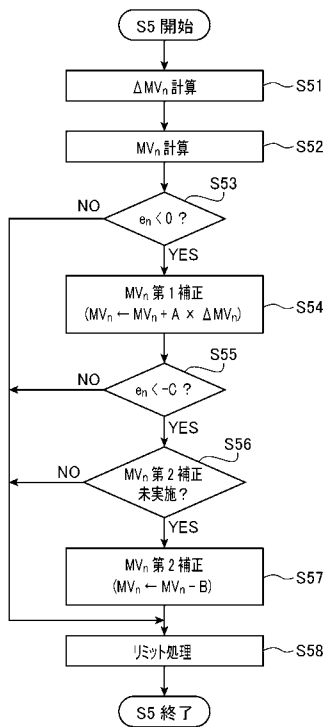 S5 開始
ΔMVn 計算
S51
MVn 計算
S52
S53
NO
en < 0 ?
YES
MVn 第1補正
(MVn ← MVn + A × ΔMVn)
S54
S55
NO
en < -C ?
YES
S56
NO
MVn 第2補正
未実施?
YES
MVn 第2補正
(MVn ← MVn - B)
S57
リミット処理
S58
S5 終了